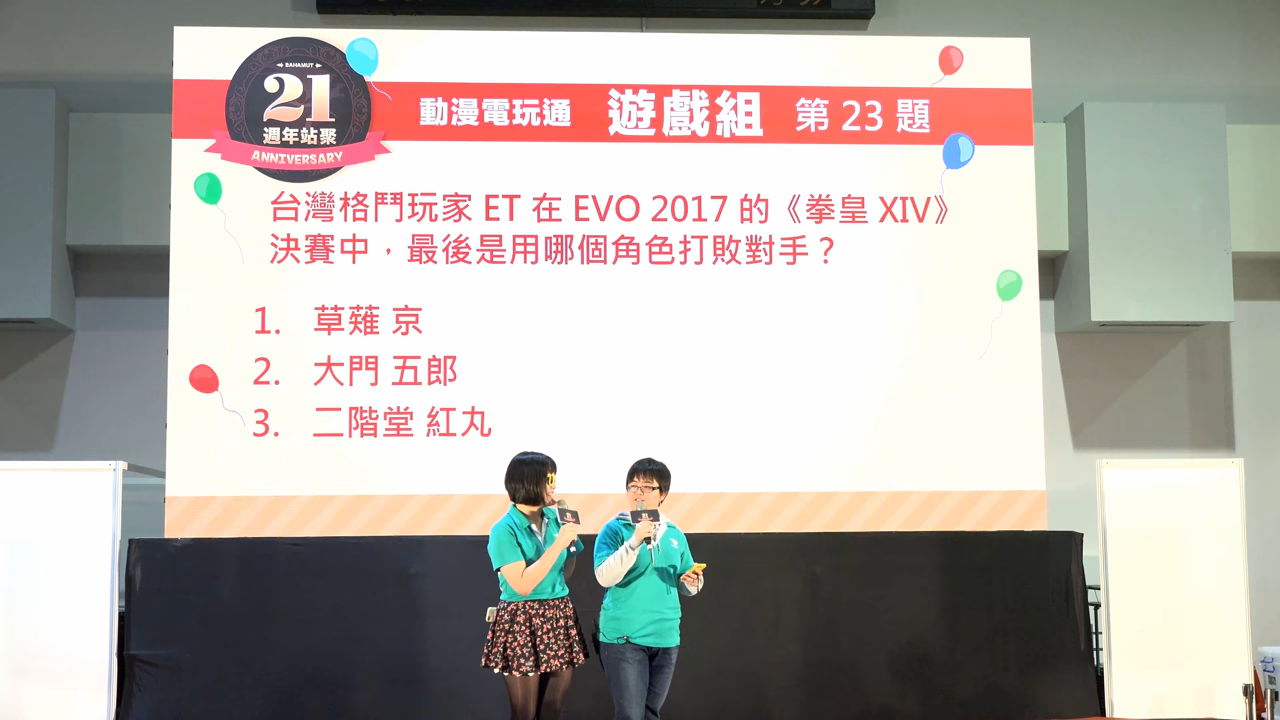 BAHAMUT
21
週年站聚
ANNIVERSARY
動漫電玩通 遊戲組 第 23 題
台灣格鬥玩家 ET 在 EVO 2017 的《拳皇 XIV》
決賽中，最後是用哪個角色打敗對手？
1. 草薙 京
2. 大門 五郎
3. 二階堂 紅丸